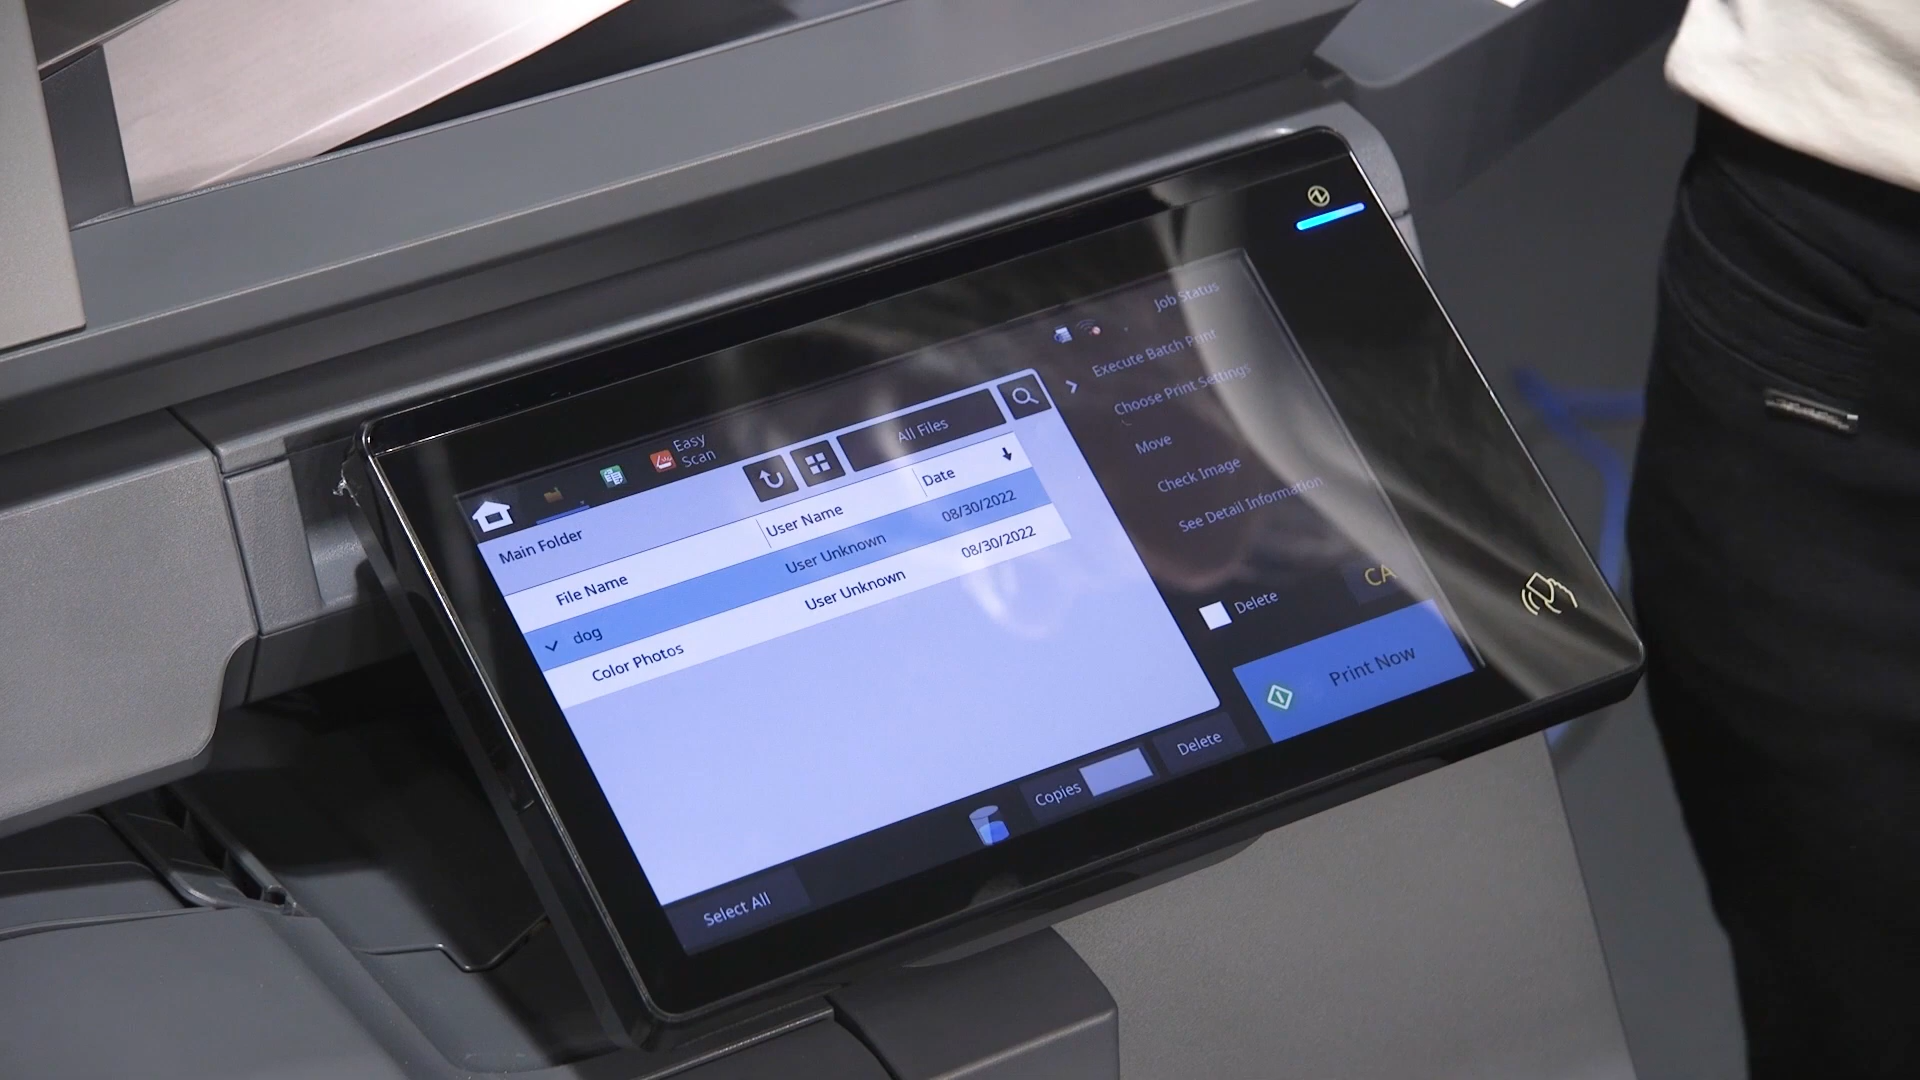 Job Status
Easy
Scan
All Files
Execute Batch Print
Choose Print Settings
Move
Check Image
See Detail Information
Main Folder
File Name
User Name
Date
dog
User Unknown
08/30/2022
Color Photos
User Unknown
08/30/2022
Delete
CA
Print Now
Select All
Copies
Delete